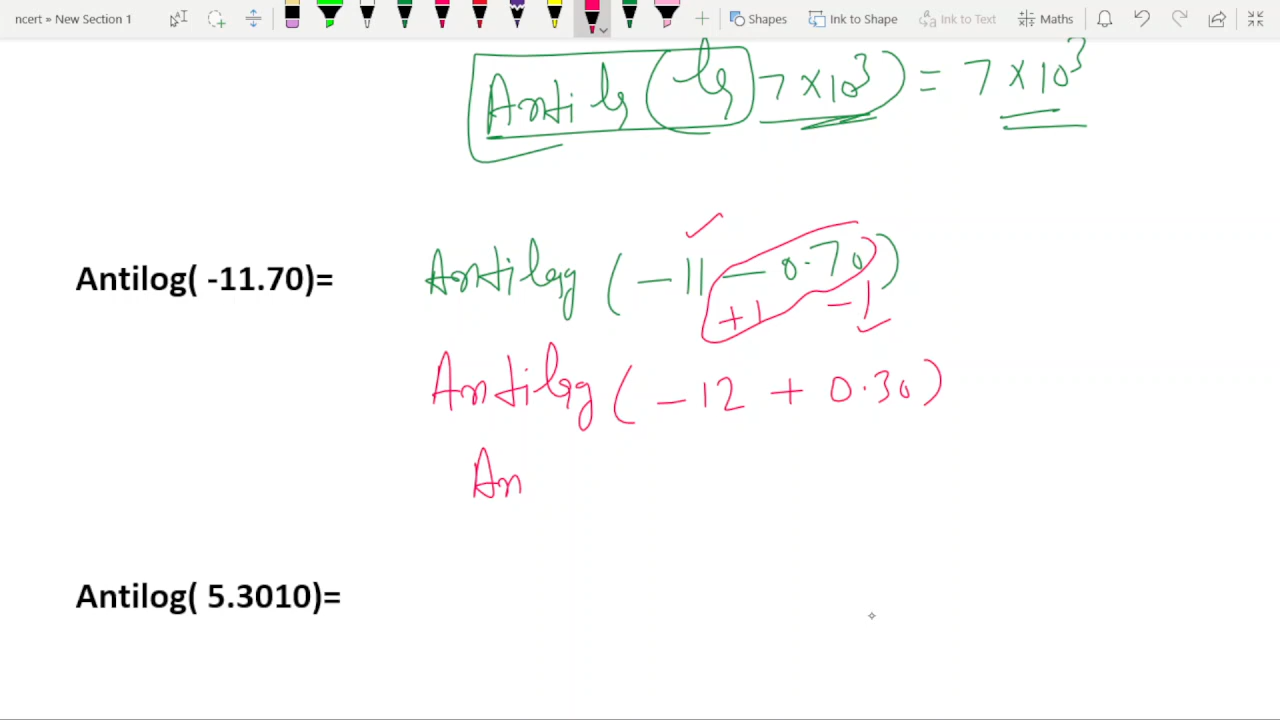 ncert » New Section 1 Shapes Ink to Shape Ink to Text Maths
Antilog (log 7 × 10³) = 7 × 10³
Antilog( -11.70)= Antilog ( - 11 - 0.70)
+1 - 1
Antilog ( - 12 + 0.30)
An
Antilog( 5.3010)=